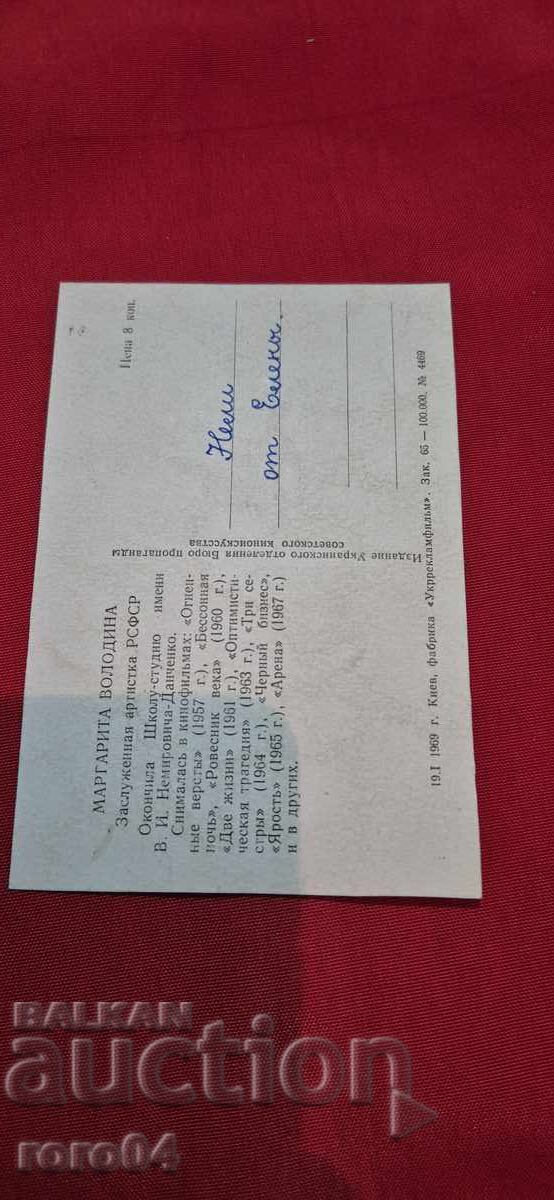 МАРГАРИТА ВОЛОДИНА
Заслуженная артистка РСФСР
Окончила Школу-студию имени
В. И. Немировича-Данченко.
Снималась в кинофильмах: «Огнен-
ные версты» (1957 г.), «Бессонная
ночь», «Ровесник века» (1960 г.),
«Две жизни» (1961 г.), «Оптимисти-
ческая трагедия» (1963 г.), «Три се-
стры» (1964 г.), «Черный бизнес»,
«Ярость» (1965 г.), «Арена» (1967 г.)
и в других.
Издание Украинского отделения Бюро пропаганды
советского киноискусства
Цена 8 коп.
Нели
от Елены.
19.I 1969 г. Киев, фабрика «Укррекламфильм». Зак. 65 — 100.000. № 4469
BALKAN
auction
roro04